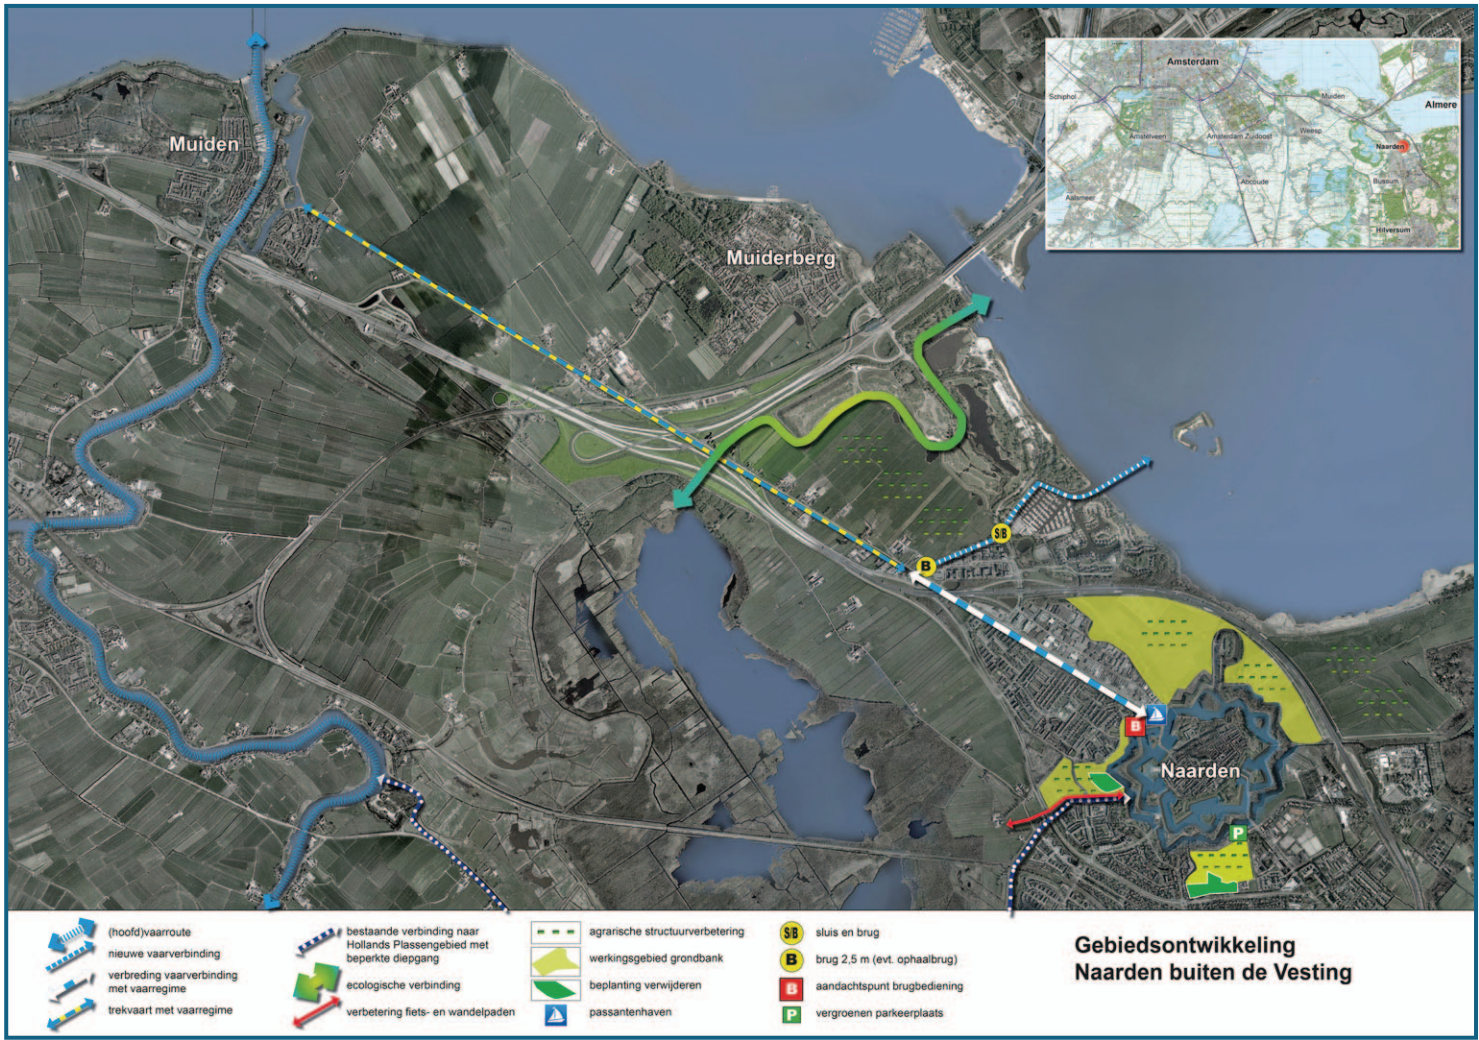 Amsterdam
Schiphol
Muiden
Almere
Amstelveen
Amsterdam Zuidoost
Weesp
Naarden
Abcoude
Bussum
Aalsmeer
Hilversum
Muiden
Muiderberg
S/B
B
B
Naarden
P
(hoofd)vaarroute
nieuwe vaarverbinding
verbreding vaarverbinding
met vaarregime
trekvaart met vaarregime
bestaande verbinding naar
Hollands Plassengebied met
beperkte diepgang
ecologische verbinding
verbetering fiets- en wandelpaden
agrarische structuurverbetering
werkingsgebied grondbank
beplanting verwijderen
passantenhaven
S/B sluis en brug
B brug 2,5 m (evt. ophaalbrug)
B aandachtspunt brugbediening
P vergroenen parkeerplaats
Gebiedsontwikkeling
Naarden buiten de Vesting